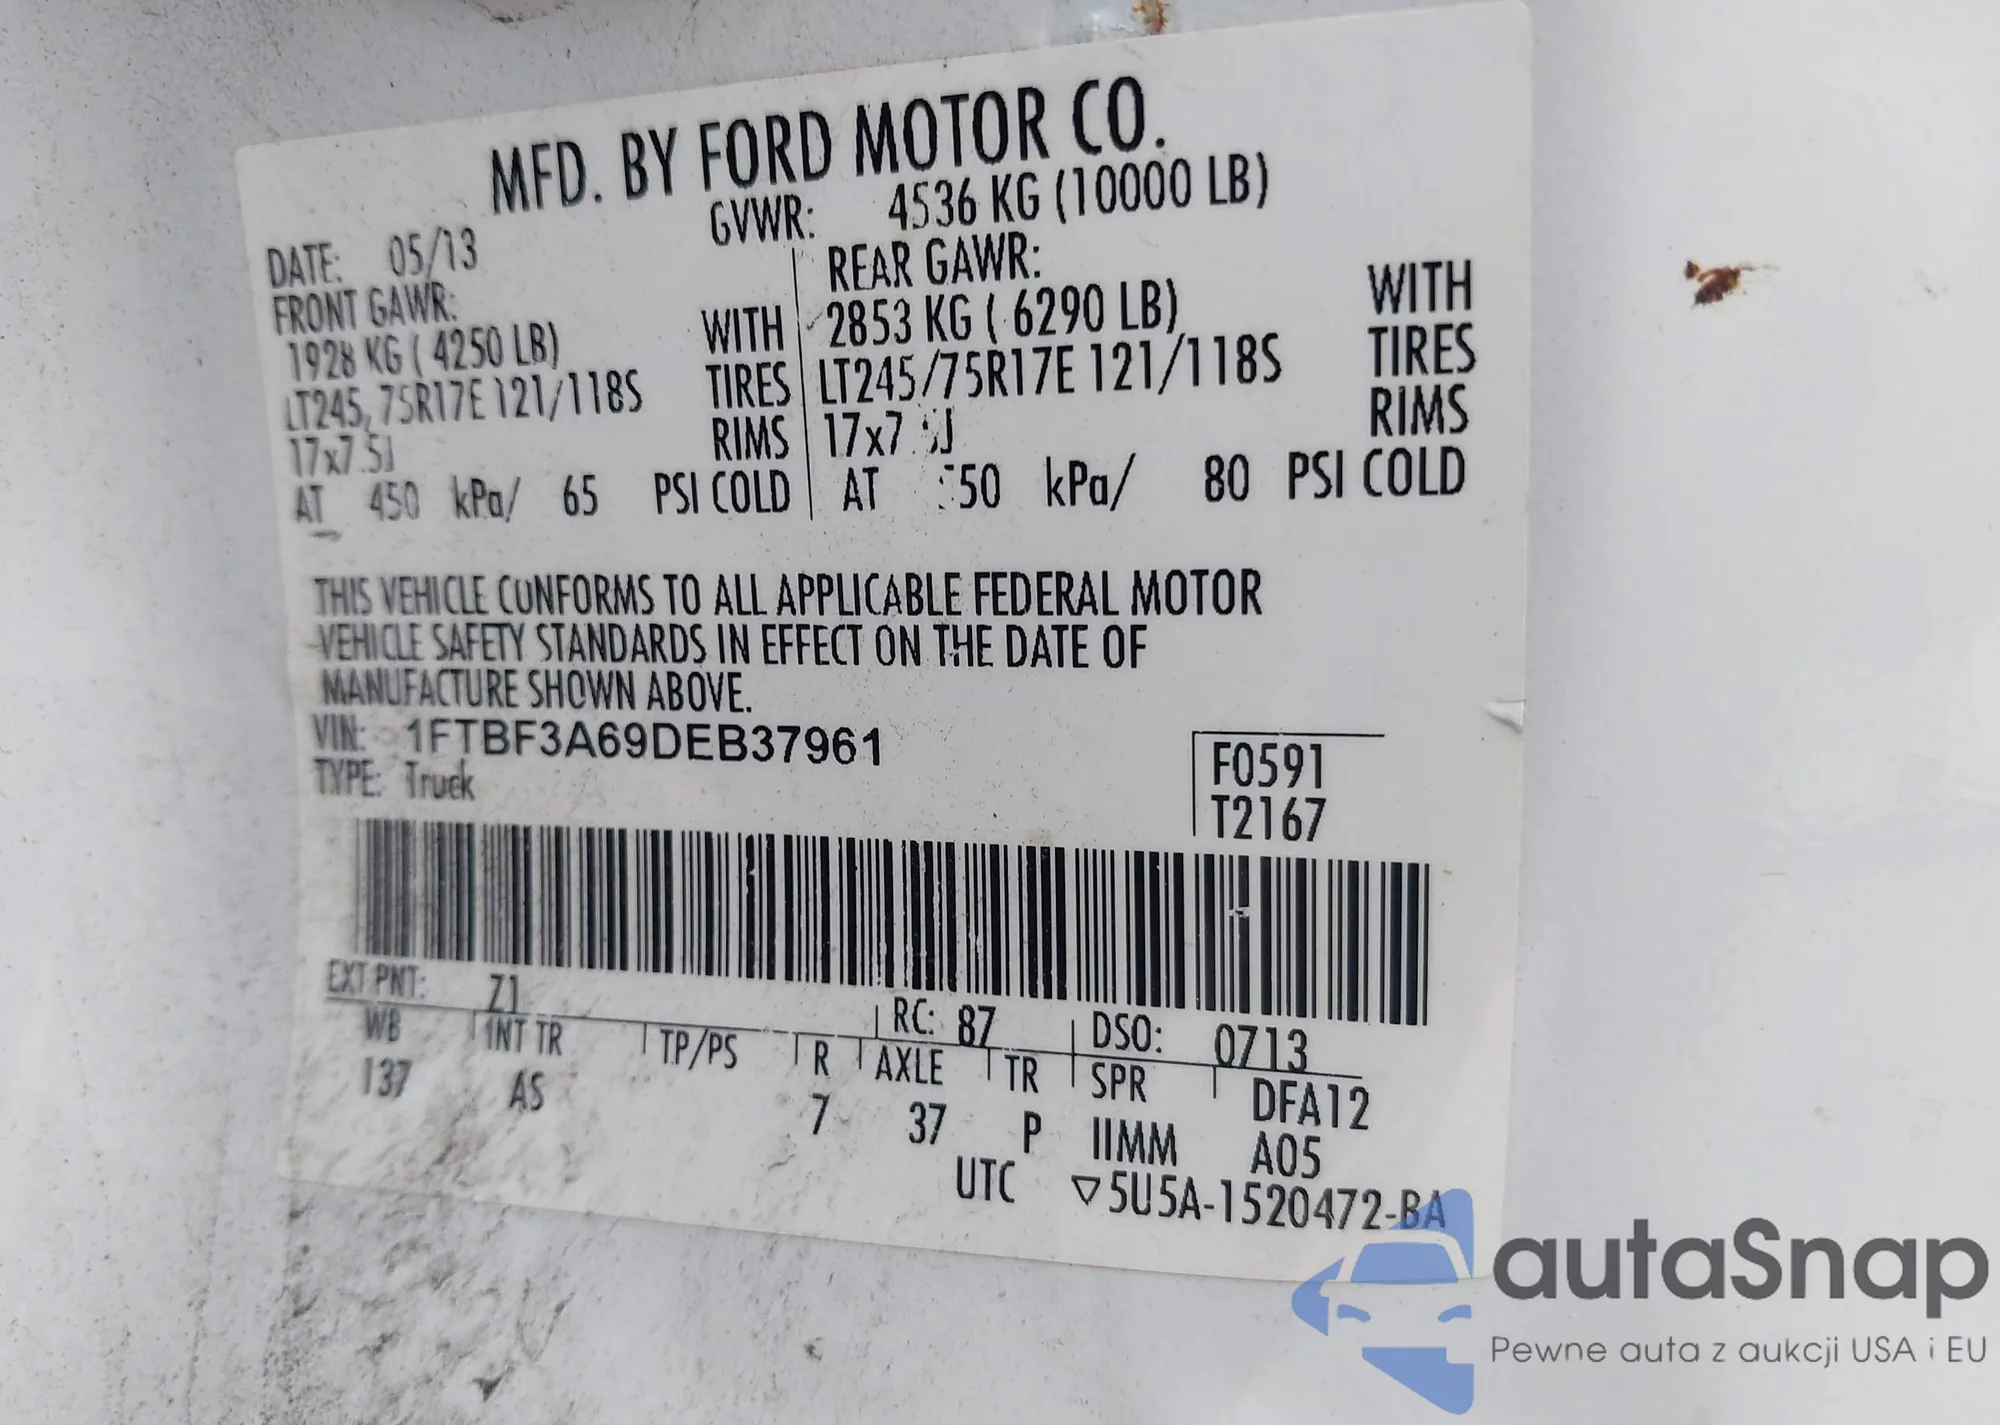 MFD. BY FORD MOTOR CO.
DATE: 05/13 GVWR: 4536 KG (10000 LB)
FRONT GAWR: REAR GAWR:
1928 KG ( 4250 LB) WITH 2853 KG ( 6290 LB) WITH
LT245/75R17E 121/118S TIRES LT245/75R17E 121/118S TIRES
17x7.5J RIMS 17x7.5J RIMS
AT 450 kPa/ 65 PSI COLD AT 50 kPa/ 80 PSI COLD
THIS VEHICLE CONFORMS TO ALL APPLICABLE FEDERAL MOTOR
VEHICLE SAFETY STANDARDS IN EFFECT ON THE DATE OF
MANUFACTURE SHOWN ABOVE.
VIN: 1FTBF3A69DEB37961 F0591
TYPE: Truck T2167
EXT PNT: Z1 RC: 87 DSO: 0713
WB INT TR TP/PS R AXLE TR SPR DFA12
137 AS 7 37 P IIMM A05
UTC ▽5U5A-1520472-BA
autaSnap
Pewne auta z aukcji USA i EU